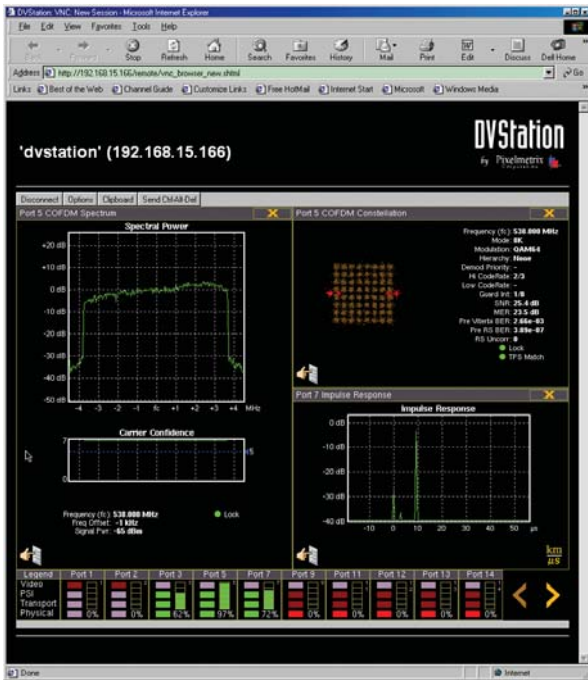 DVStation: VNC: New Session - Microsoft Internet Explorer
File Edit View Favorites Tools Help
Back Forward Stop Refresh Home Search Favorites History Mail Print Edit Discuss Dell Home
Address http://192.168.15.166/remote/vnc_browser_new.shtml Go
Links Best of the Web Channel Guide Customize Links Free HotMail Internet Start Microsoft Windows Media
'dvstation' (192.168.15.166)
DVStation
by Pixelmetrix
Disconnect Options Clipboard Send Ctrl-Alt-Del
Port 5 COFDM Spectrum
Spectral Power
+20 dB
+10 dB
0 dB
-10 dB
-20 dB
-30 dB
-40 dB
-50 dB
-4 -3 -2 -1 fc +1 +2 +3 +4 MHz
Carrier Confidence
7
5
0
Frequency (fc): 538.000 MHz
Freq Offset: -1 kHz
Signal Pwr: -65 dBm
Lock
Port 5 COFDM Constellation
Frequency (fc): 538.000 MHz
Mode: 8K
Modulation: QAM64
Hierarchy: None
Demod Priority: -
Hi CodeRate: 2/3
Low CodeRate: -
Guard Int: 1/8
SNR: 25.4 dB
MER: 23.5 dB
Pre Viterbi BER: 2.66e-03
Pre RS BER: 3.89e-07
RS Uncorr: 0
Lock
TPS Match
Port 7 Impulse Response
Impulse Response
0 dB
-10 dB
-20 dB
-30 dB
-40 dB
-10 0 10 20 30 40 50 µs
km
µs
Legend Port 1 Port 2 Port 3 Port 5 Port 7 Port 9 Port 11 Port 12 Port 13 Port 14
Video
PSI
Transport
Physical 0% 0% 62% 97% 72% 0% 0% 0% 0% 0%
Done Internet